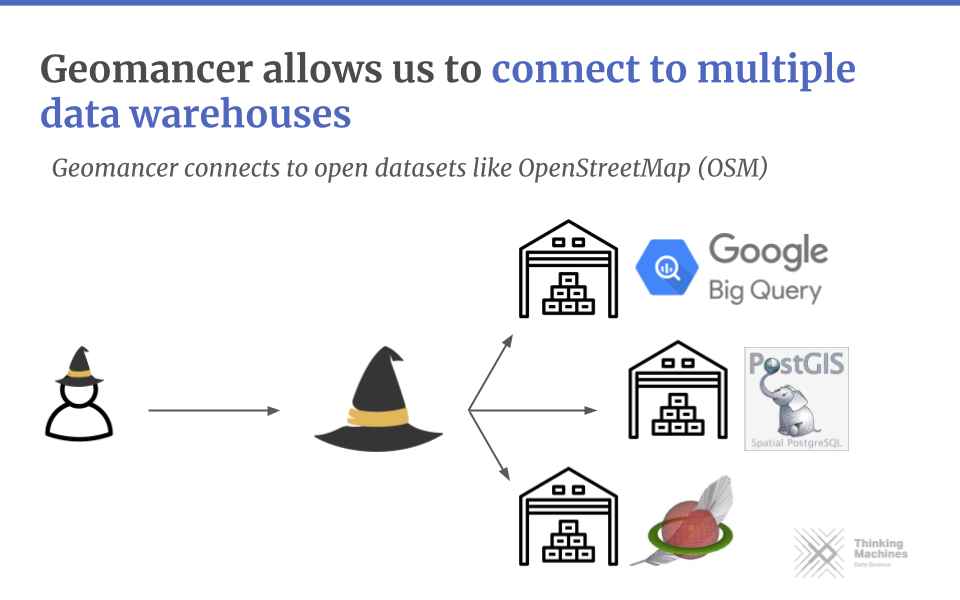 Geomancer allows us to connect to multiple
data warehouses
Geomancer connects to open datasets like OpenStreetMap (OSM)
Google
Big Query
PostGIS
Spatial PostgreSQL
Thinking
Machines
Data Science